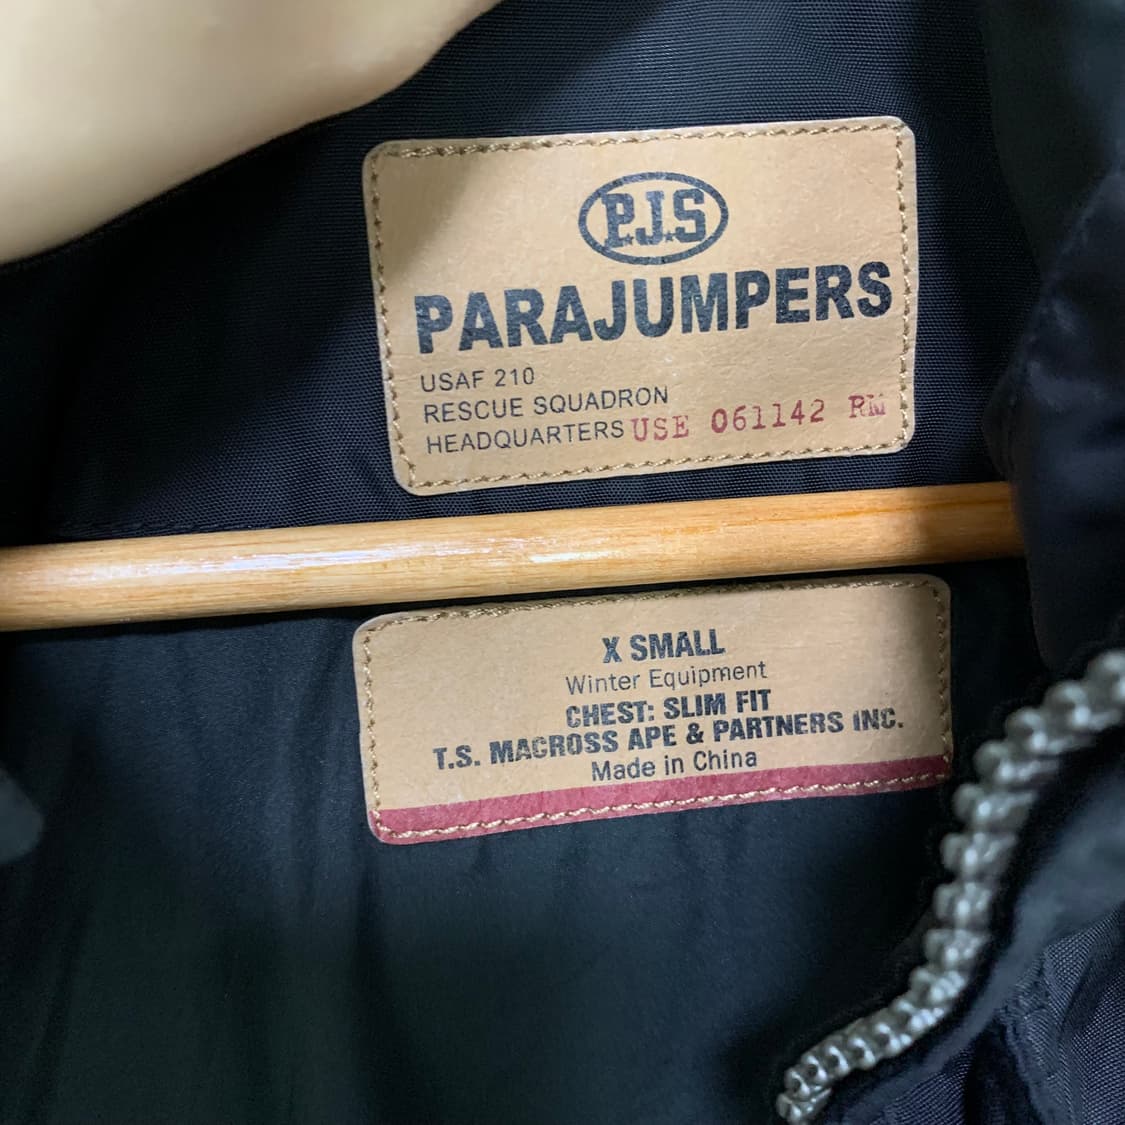 P.J.S
PARAJUMPERS
USAF 210
RESCUE SQUADRON
HEADQUARTERS USE 061142 RM
X SMALL
Winter Equipment
CHEST: SLIM FIT
T.S. MACROSS APE & PARTNERS INC.
Made in China